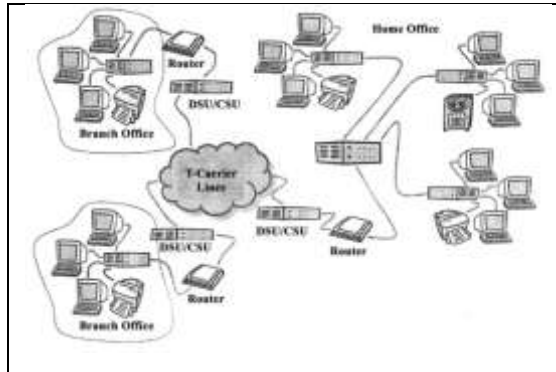 Home Office
Router
DSU/CSU
Branch Office
T-Carrier
Lines
DSU/CSU
DSU/CSU
Router
Router
Branch Office